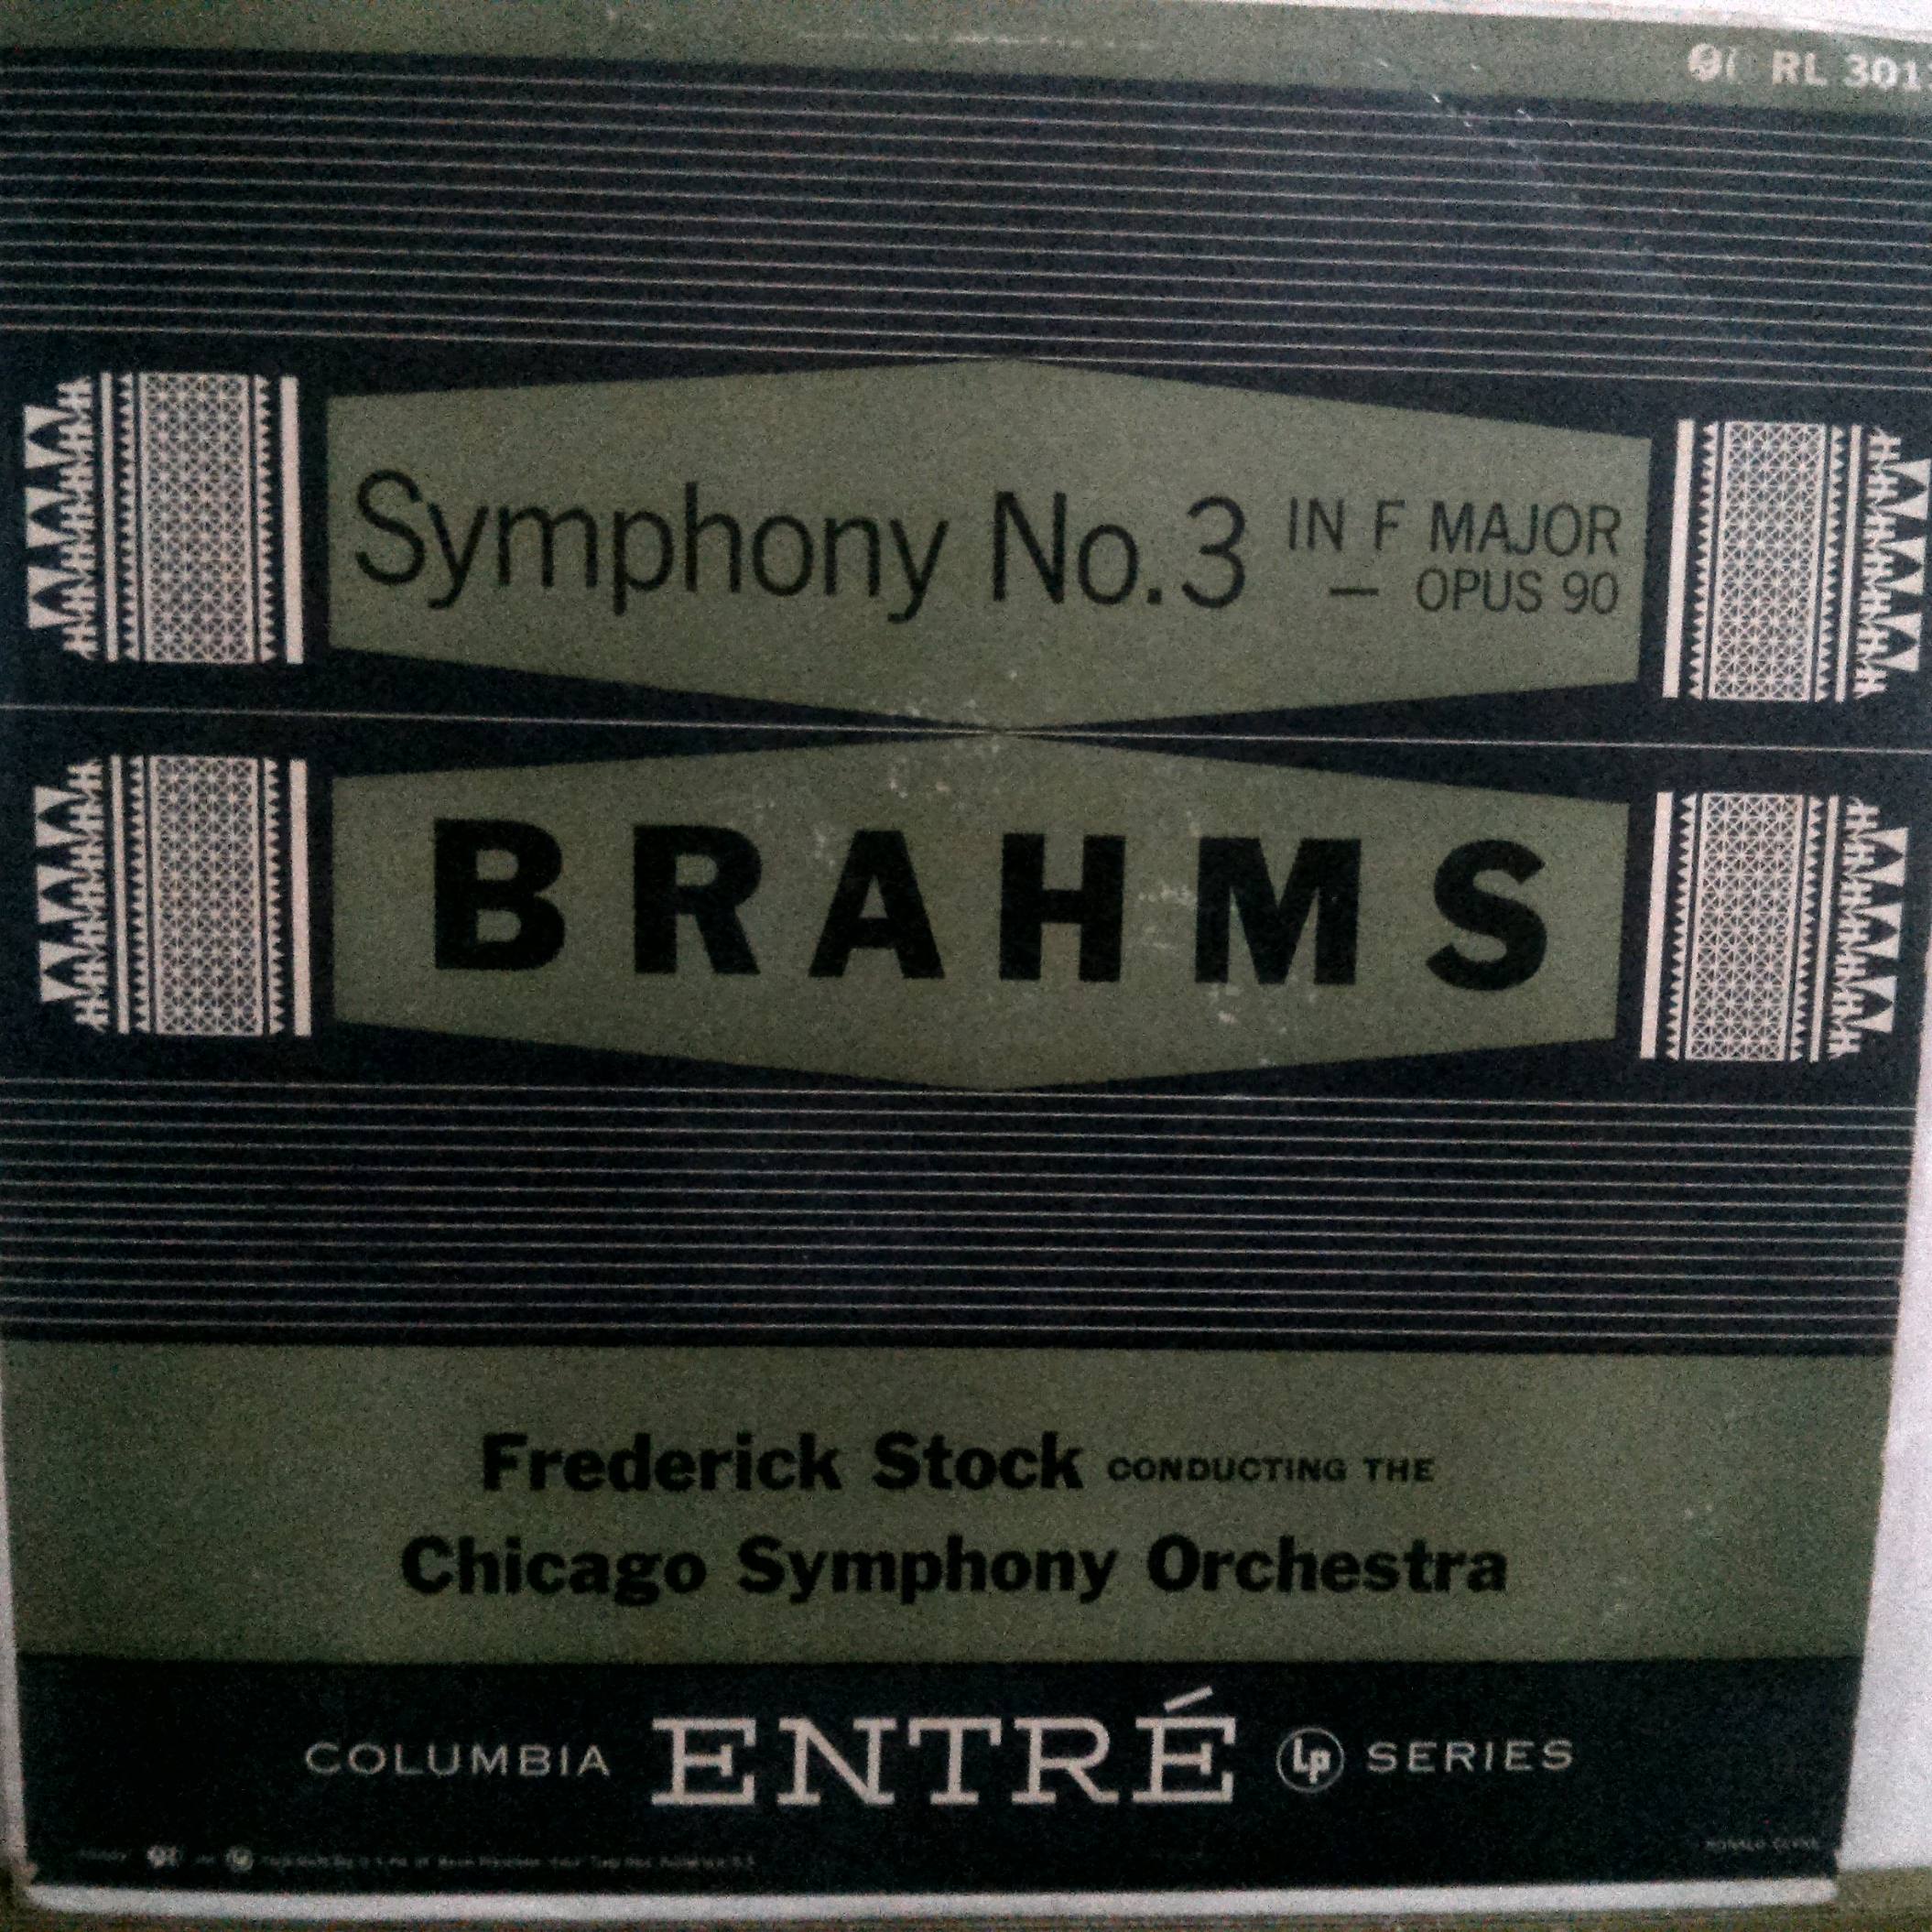 RL 301
Symphony No. 3 IN F MAJOR
— OPUS 90
BRAHMS
Frederick Stock CONDUCTING THE
Chicago Symphony Orchestra
COLUMBIA ENTRÉ Lp SERIES